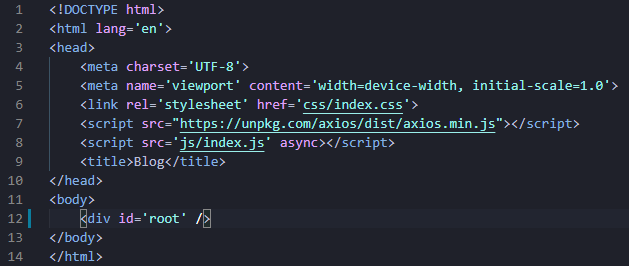 1 <!DOCTYPE html>
2 <html lang='en'>
3 <head>
4     <meta charset='UTF-8'>
5     <meta name='viewport' content='width=device-width, initial-scale=1.0'>
6     <link rel='stylesheet' href='css/index.css'>
7     <script src="https://unpkg.com/axios/dist/axios.min.js"></script>
8     <script src='js/index.js' async></script>
9     <title>Blog</title>
10 </head>
11 <body>
12     <div id='root' />
13 </body>
14 </html>